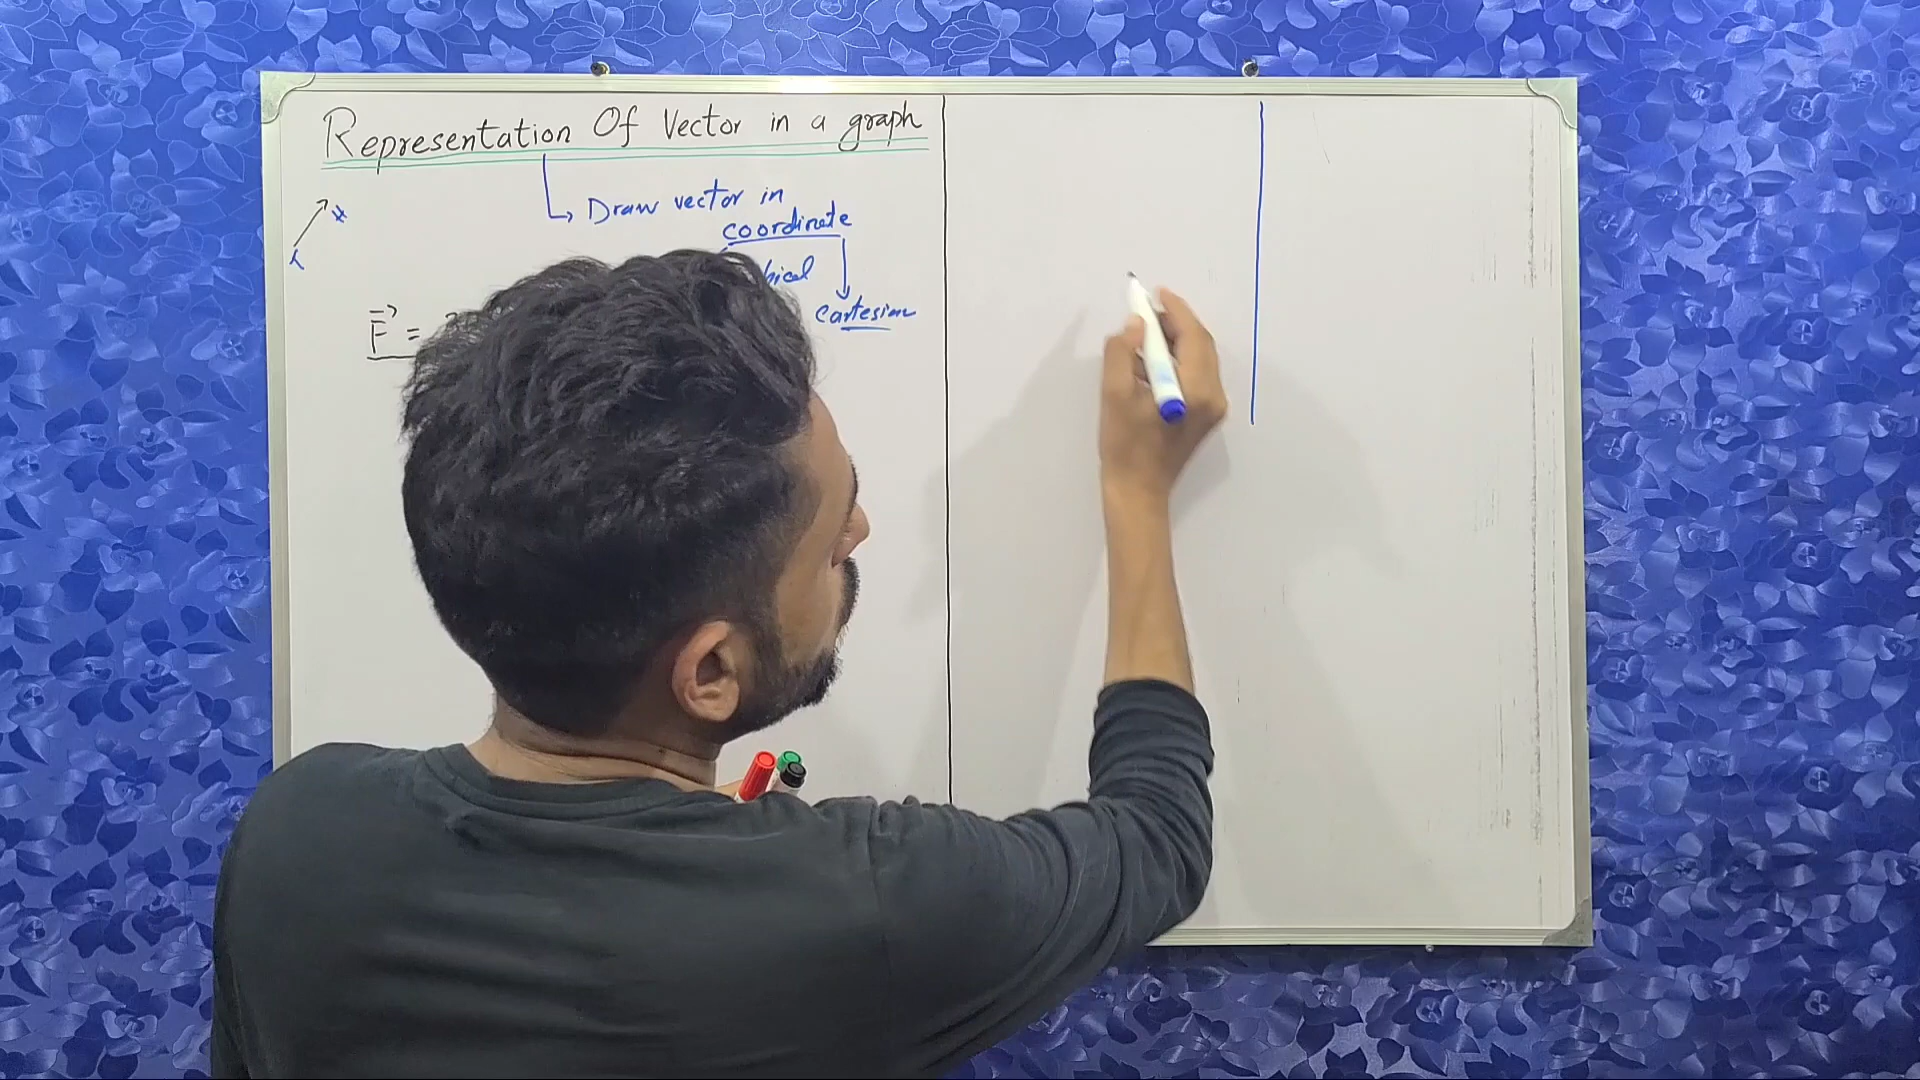 Representation Of Vector in a graph
Draw vector in
coordinate
Cartesian
F =